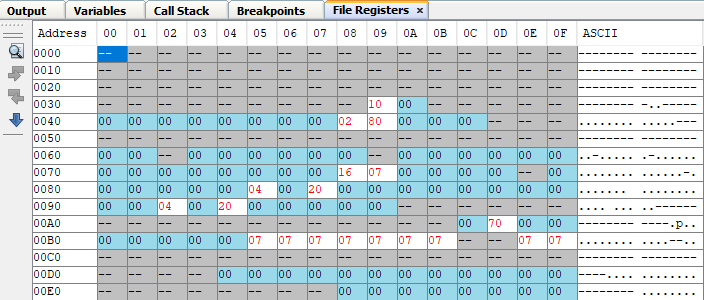 Output Variables Call Stack Breakpoints File Registers ×
Address 00 01 02 03 04 05 06 07 08 09 0A 0B 0C 0D 0E 0F ASCII
0000 -- -- -- -- -- -- -- -- -- -- -- -- -- -- -- -- -------- --------
0010 -- -- -- -- -- -- -- -- -- -- -- -- -- -- -- -- -------- --------
0020 -- -- -- -- -- -- -- -- -- -- -- -- -- -- -- -- -------- --------
0030 -- -- -- -- -- -- -- -- -- 10 00 -- -- -- -- -- -------- -..-----
0040 00 00 00 00 00 00 00 00 02 80 00 00 00 -- -- -- ........ .....---
0050 -- -- -- -- -- -- -- -- -- -- -- -- -- -- -- -- -------- --------
0060 00 00 -- 00 00 00 00 00 00 -- 00 00 00 00 00 00 ..-..... .-......
0070 00 00 00 00 00 00 00 00 16 07 00 00 00 00 -- 00 ........ ......-.
0080 00 00 00 00 00 04 00 20 00 00 00 00 00 00 00 00 .......  ........
0090 00 00 04 00 20 00 00 00 00 00 -- -- -- -- -- -- .... ... ..------
00A0 -- -- -- -- -- -- -- -- -- -- -- -- 00 70 00 00 -------- ----.p..
00B0 00 00 00 00 00 07 07 07 07 07 07 07 -- -- 07 07 ........ ....--..
00C0 -- -- -- -- -- -- -- -- -- -- -- -- -- -- -- -- -------- --------
00D0 -- -- -- -- 00 00 00 00 00 00 00 00 00 00 00 00 ----.... ........
00E0 -- -- -- -- -- -- -- -- 00 00 00 00 00 00 00 00 -------- ........